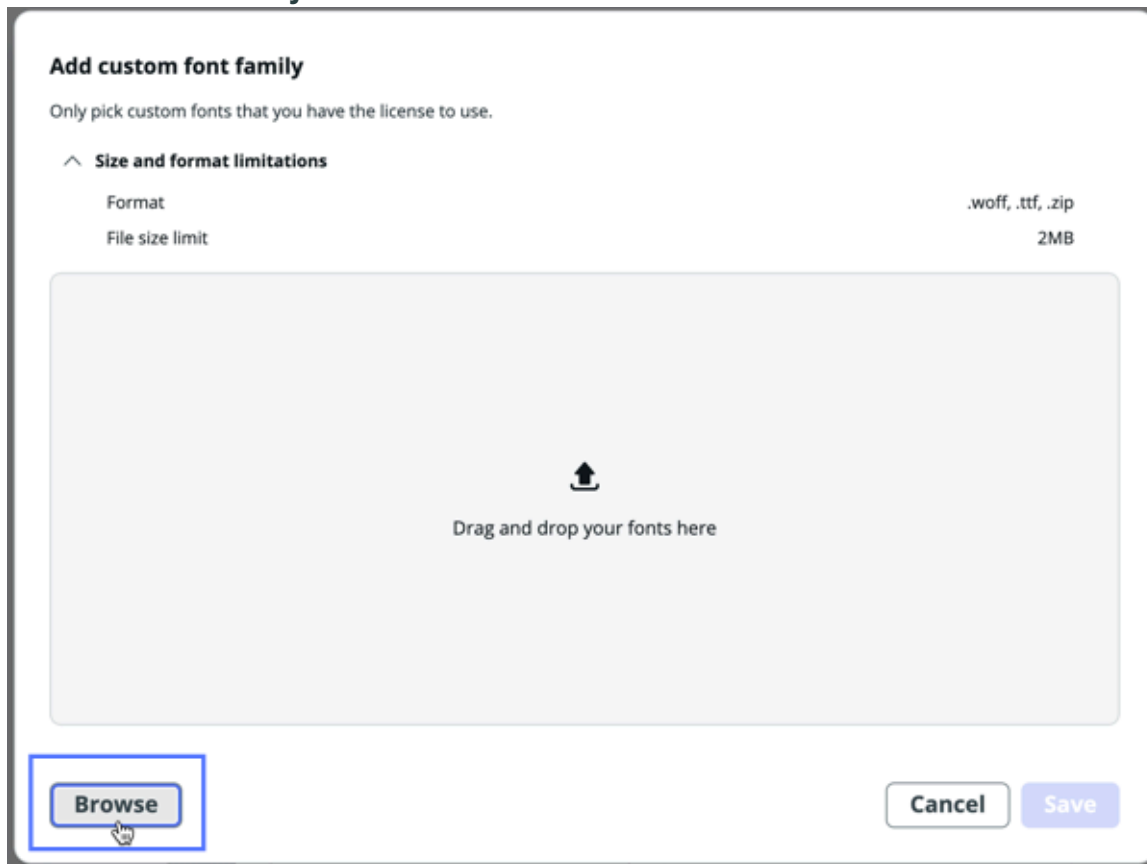 Add custom font family
Only pick custom fonts that you have the license to use.
Size and format limitations
Format .woff, .ttf, .zip
File size limit 2MB
Drag and drop your fonts here
Browse Cancel Save